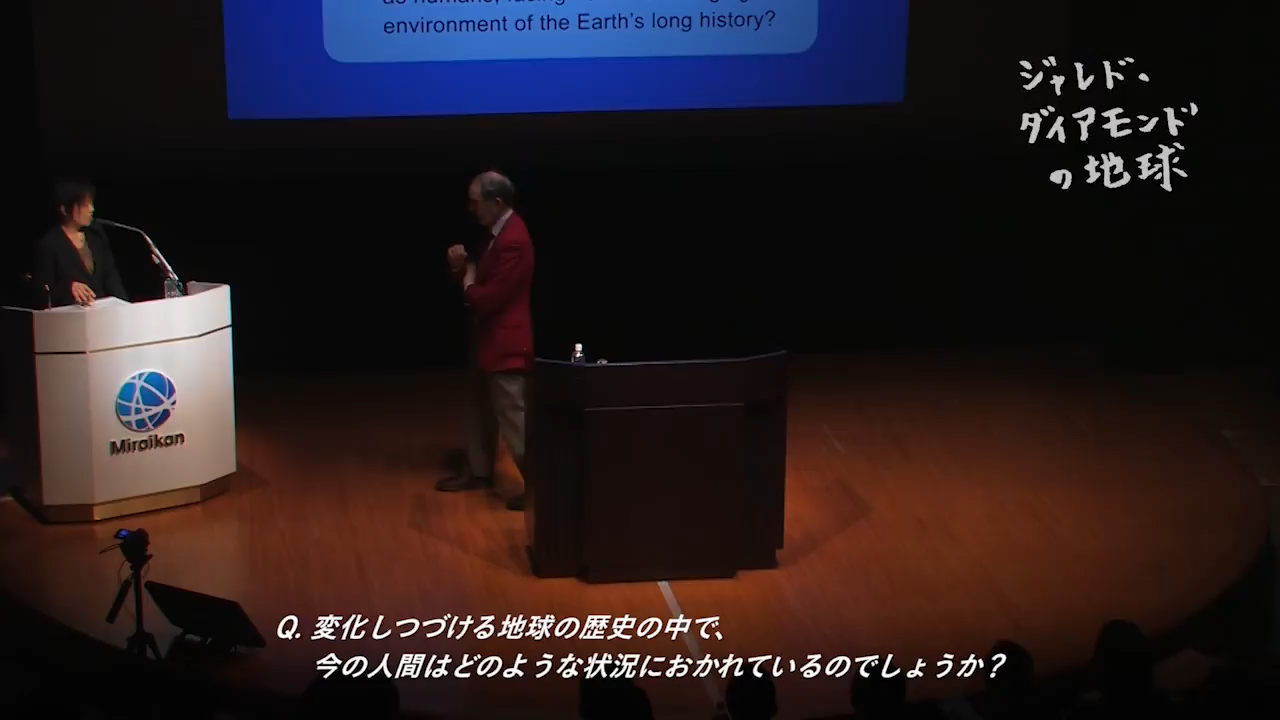 environment of the Earth's long history?
ジャレド・
ダイアモンド
の地球
Miraikan
Q. 変化しつづける地球の歴史の中で、
今の人間はどのような状況におかれているのでしょうか？